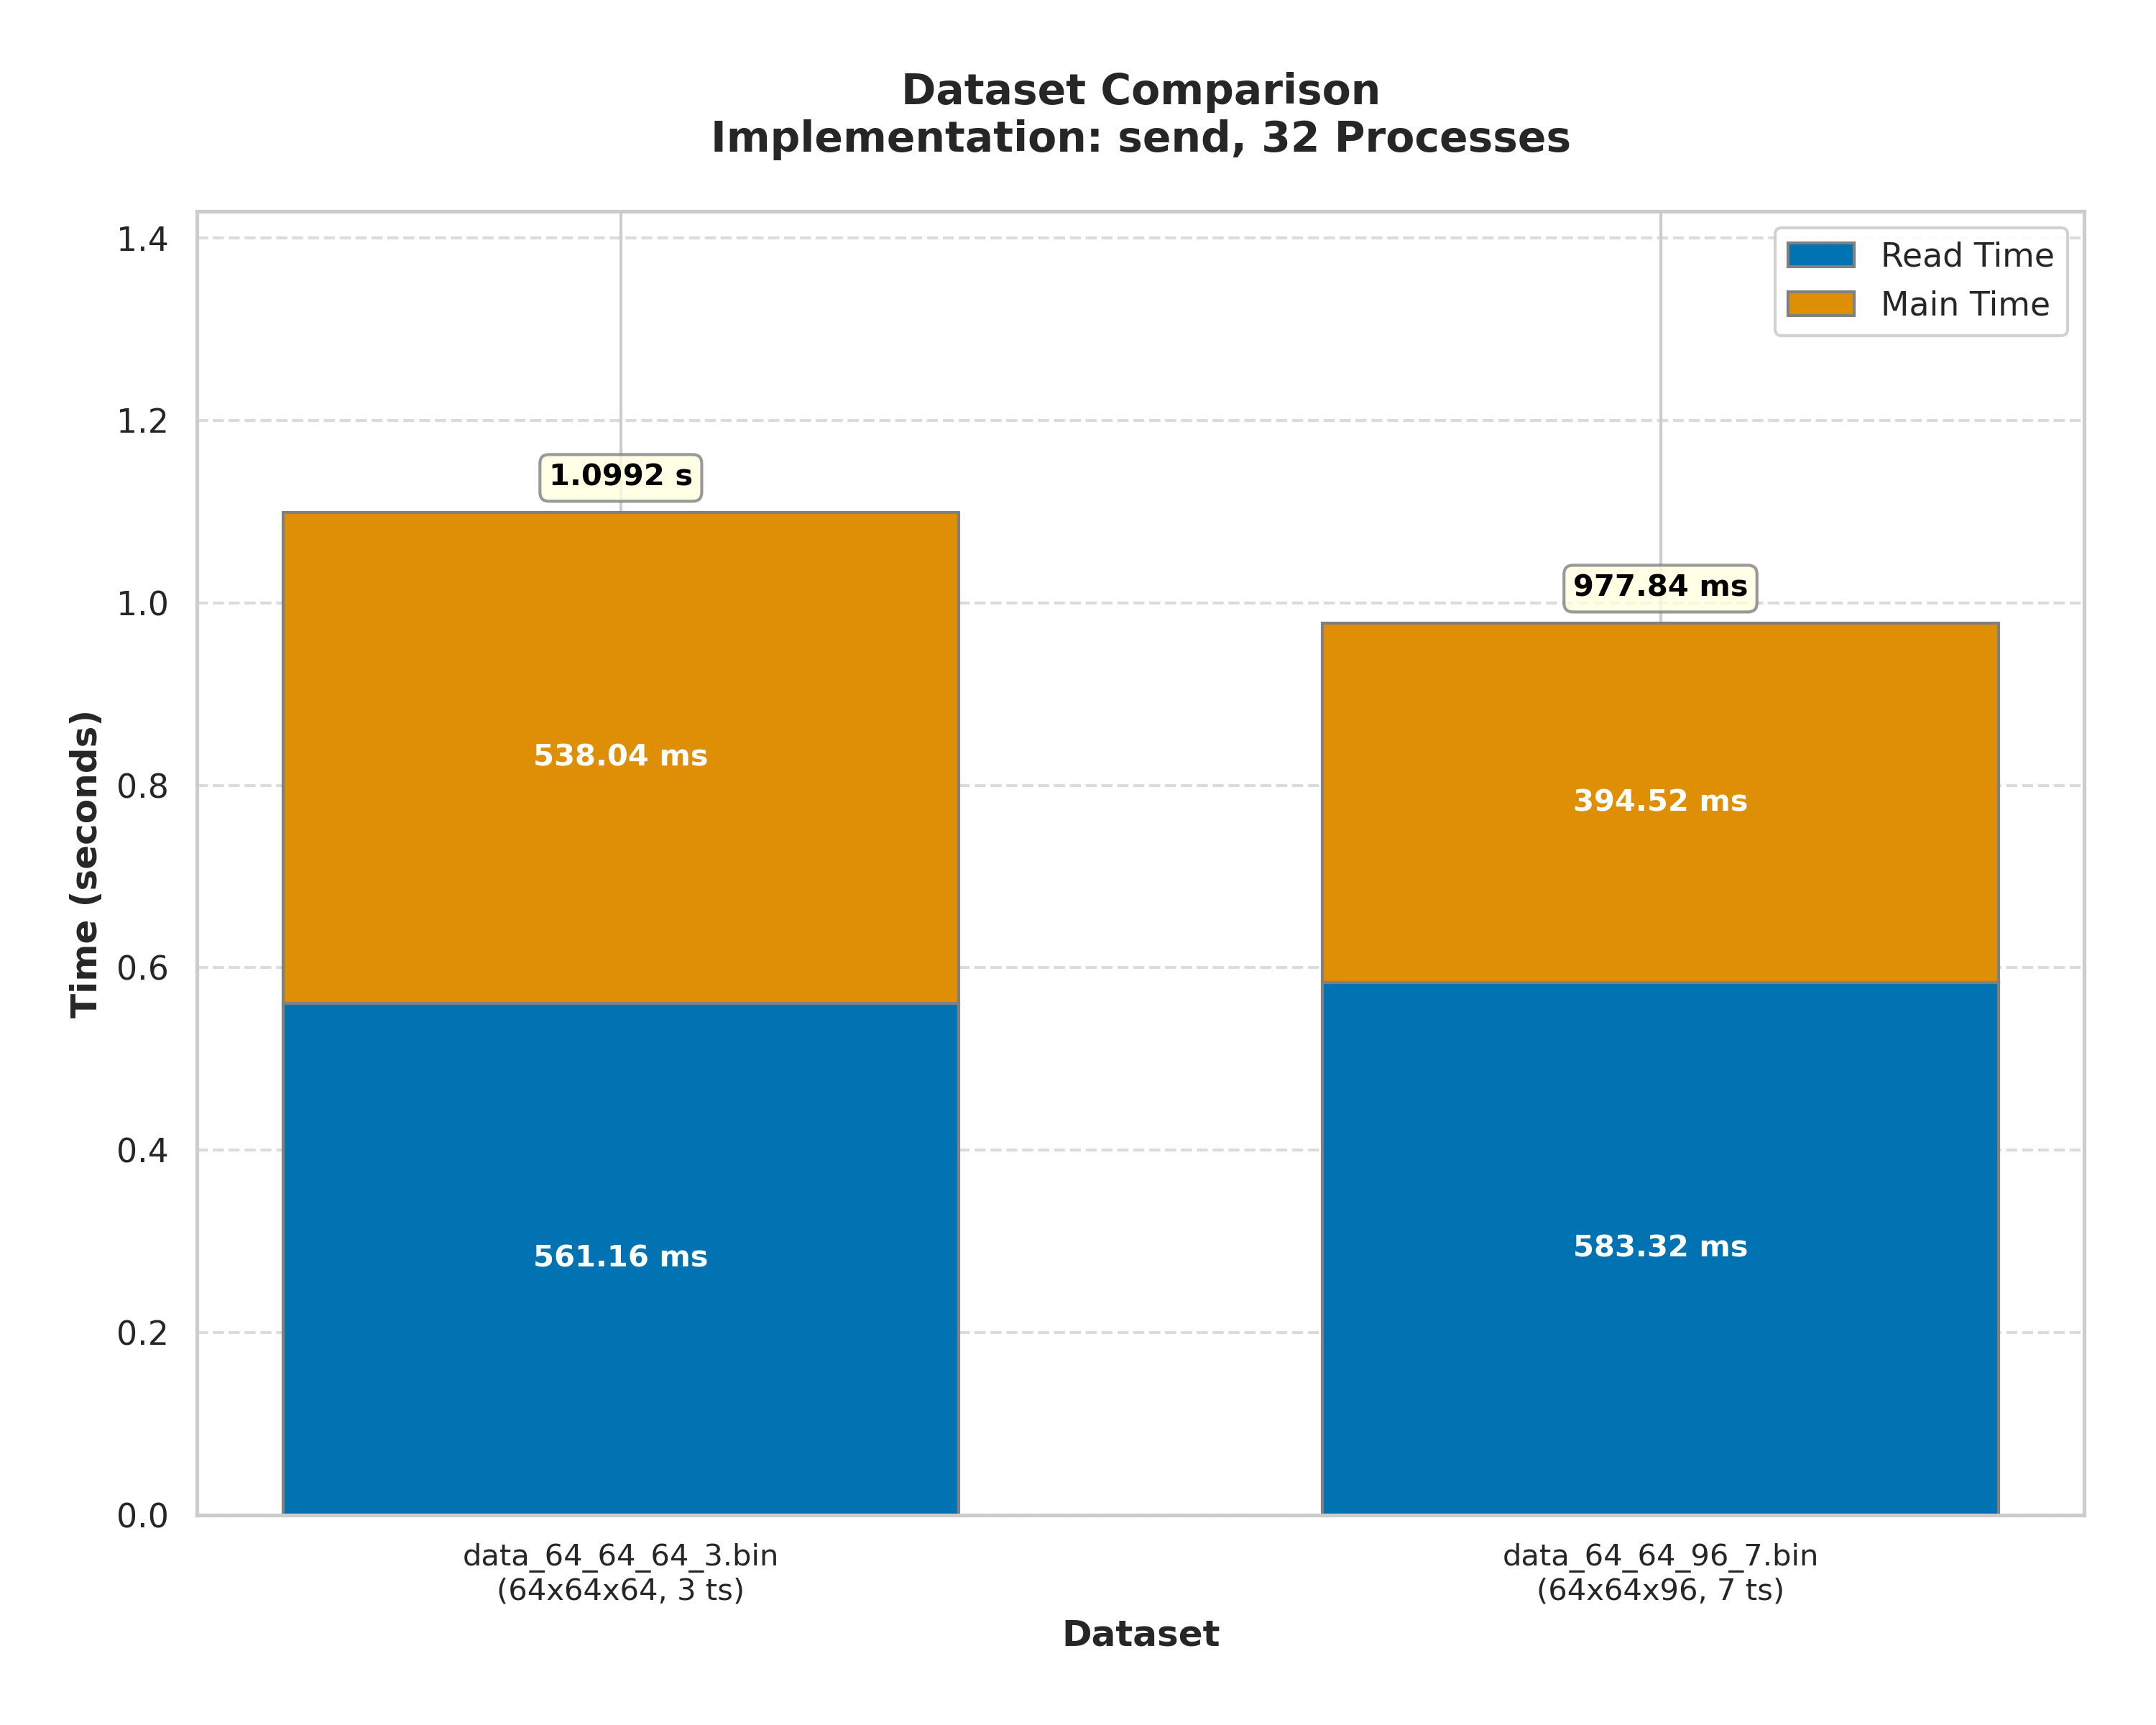 Dataset Comparison
Implementation: send, 32 Processes
Time (seconds)
1.4
1.2
1.0
0.8
0.6
0.4
0.2
0.0
Read Time
Main Time
1.0992 s
538.04 ms
561.16 ms
977.84 ms
394.52 ms
583.32 ms
data_64_64_64_3.bin
(64x64x64, 3 ts)
data_64_64_96_7.bin
(64x64x96, 7 ts)
Dataset